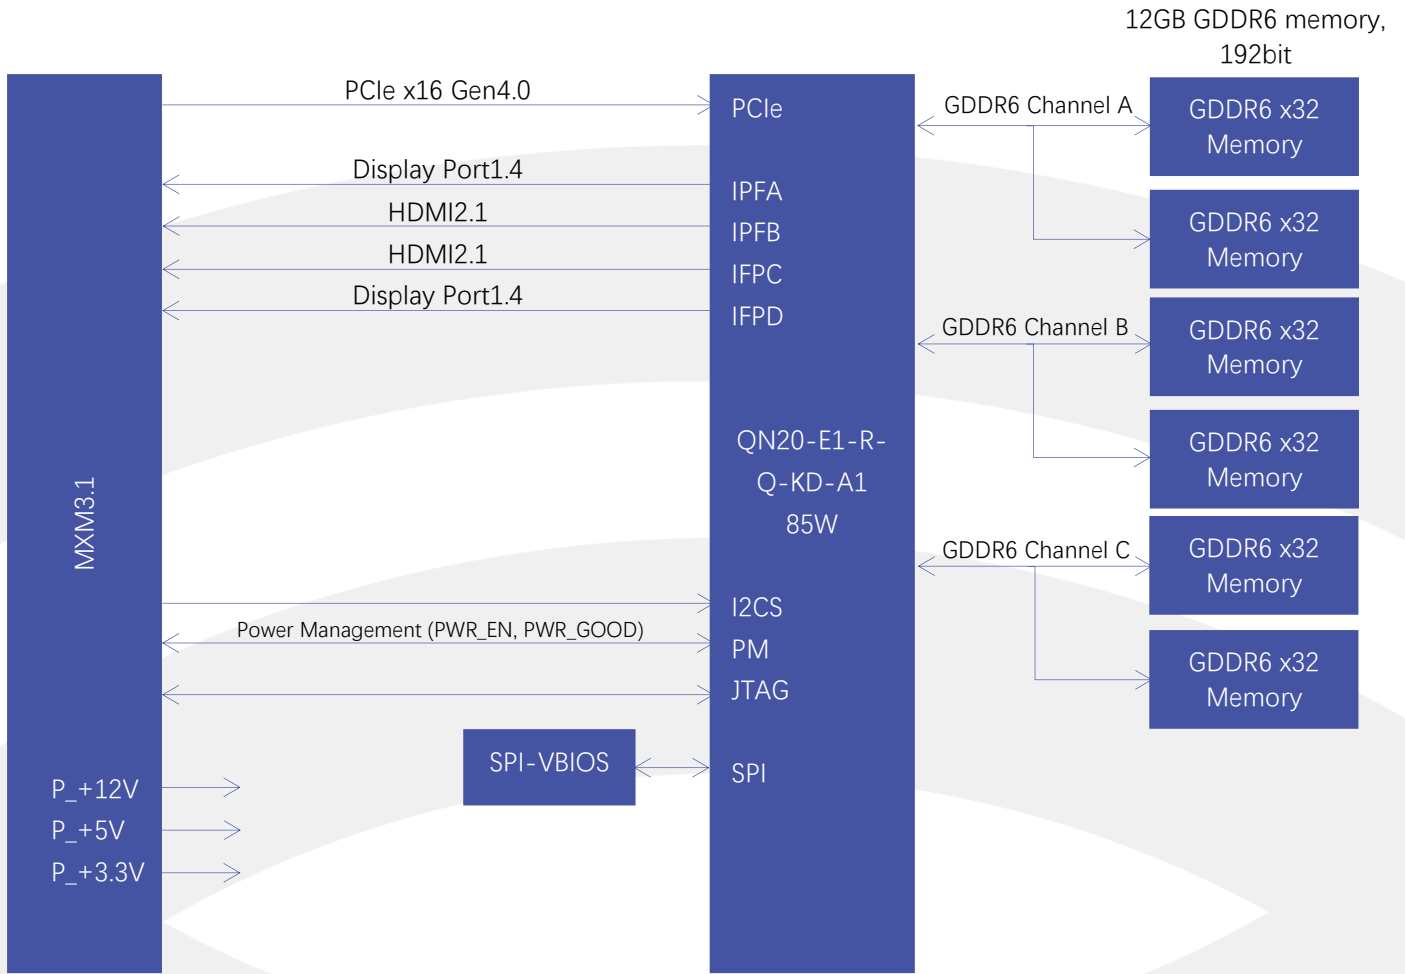 12GB GDDR6 memory,
192bit
MXM3.1
PCIe x16 Gen4.0
Display Port1.4
HDMI2.1
HDMI2.1
Display Port1.4
Power Management (PWR_EN, PWR_GOOD)
P_+12V
P_+5V
P_+3.3V
SPI-VBIOS
PCIe
IPFA
IPFB
IFPC
IFPD
QN20-E1-R-
Q-KD-A1
85W
I2CS
PM
JTAG
SPI
GDDR6 Channel A
GDDR6 x32
Memory
GDDR6 x32
Memory
GDDR6 Channel B
GDDR6 x32
Memory
GDDR6 x32
Memory
GDDR6 Channel C
GDDR6 x32
Memory
GDDR6 x32
Memory